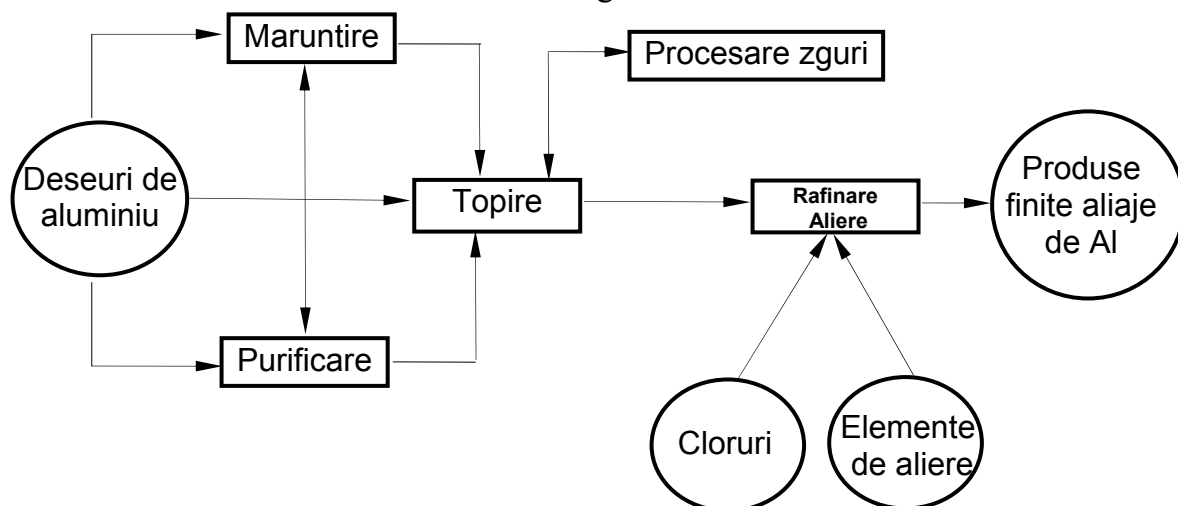 Maruntire
Procesare zguri
Deseuri de
aluminiu
Topire
Rafinare
Aliere
Produse
finite aliaje
de Al
Purificare
Cloruri
Elemente
de aliere